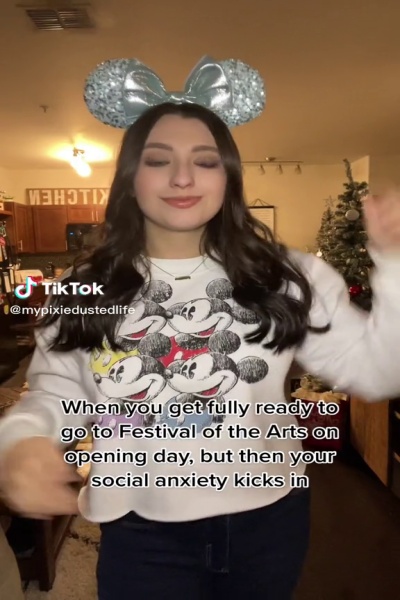 KITCHEN
TikTok
@mypixiedustedlife
When you get fully ready to
go to Festival of the Arts on
opening day, but then your
social anxiety kicks in